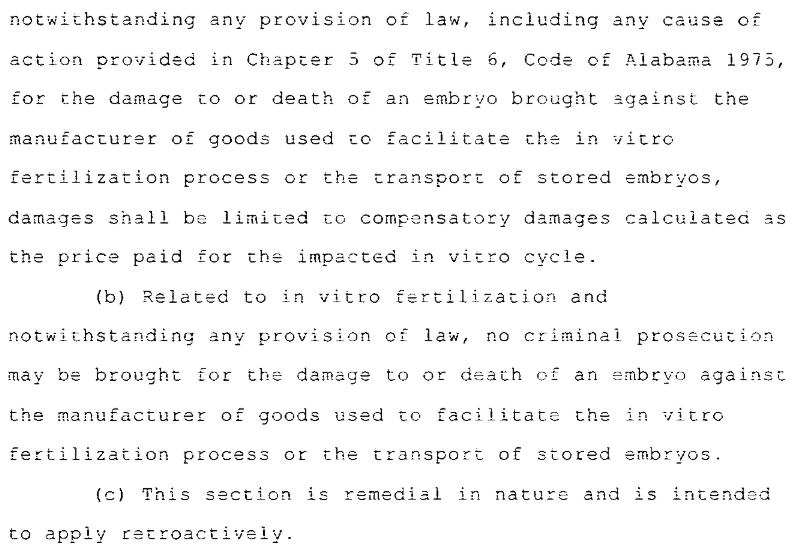 notwithstanding any provision of law, including any cause of
action provided in Chapter 5 of Title 6, Code of Alabama 1975,
for the damage to or death of an embryo brought against the
manufacturer of goods used to facilitate the in vitro
fertilization process or the transport of stored embryos,
damages shall be limited to compensatory damages calculated as
the price paid for the impacted in vitro cycle.
(b) Related to in vitro fertilization and
notwithstanding any provision of law, no criminal prosecution
may be brought for the damage to or death of an embryo against
the manufacturer of goods used to facilitate the in vitro
fertilization process or the transport of stored embryos.
(c) This section is remedial in nature and is intended
to apply retroactively.